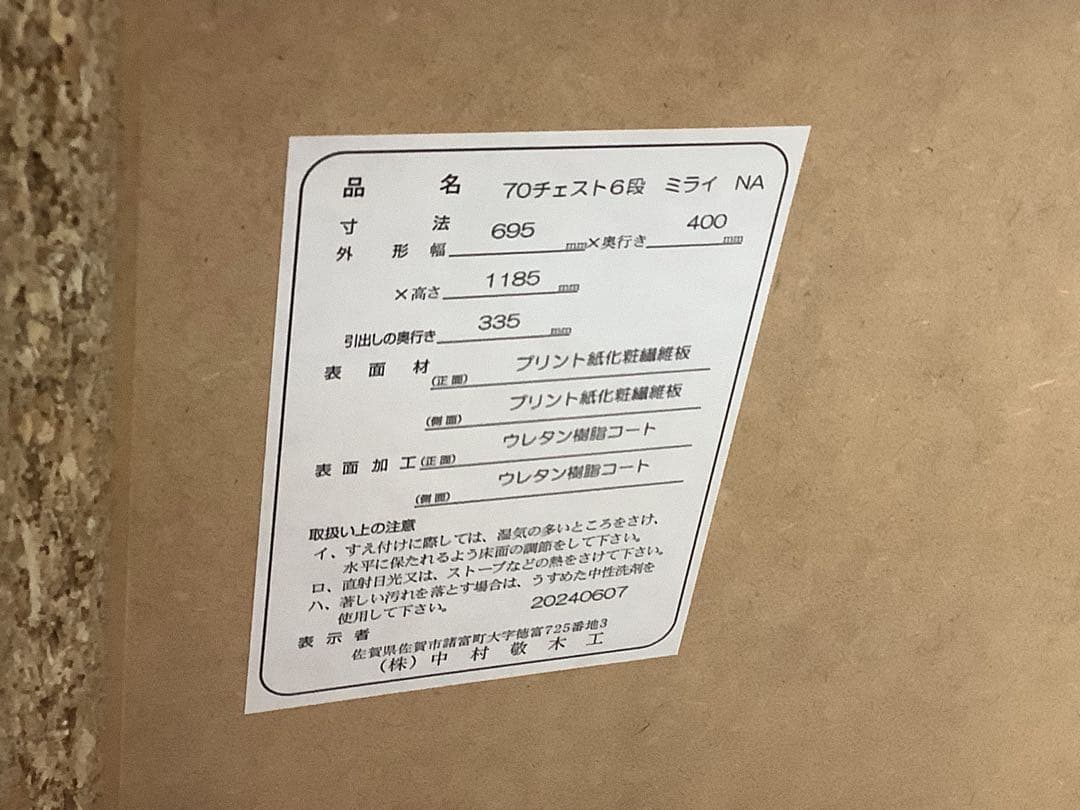 品名 70チェスト6段 ミライ NA
寸法
外形幅 695 mm×奥行き 400 mm
×高さ 1185 mm
引出しの奥行き 335 mm
表面材 (正面) プリント紙化粧繊維板
(側面) プリント紙化粧繊維板
表面加工 (正面) ウレタン樹脂コート
(側面) ウレタン樹脂コート
取扱い上の注意
イ、すえ付けに際しては、湿気の多いところをさけ、
水平に保たれるよう床面の調節をして下さい。
ロ、直射日光又は、ストーブなどの熱をさけて下さい。
ハ、著しい汚れを落とす場合は、うすめた中性洗剤を
使用して下さい。 20240607
表示者
佐賀県佐賀市諸富町大字徳富725番地3
(株)中村敬木工